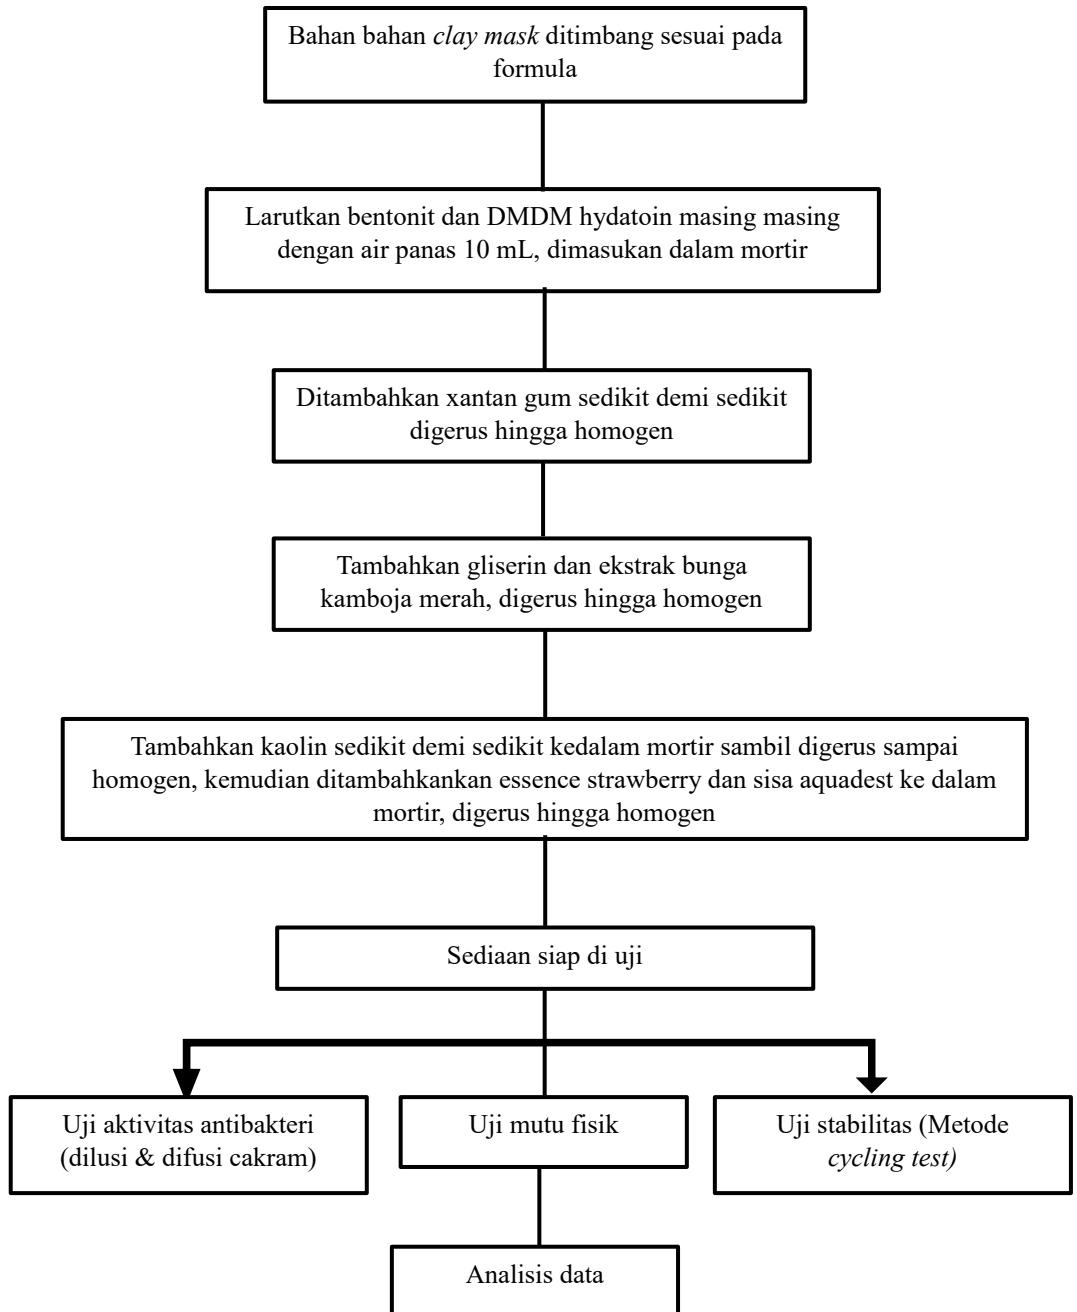 Bahan bahan clay mask ditimbang sesuai pada
formula
Larutkan bentonit dan DMDM hydatoin masing masing
dengan air panas 10 mL, dimasukan dalam mortir
Ditambahkan xantan gum sedikit demi sedikit
digerus hingga homogen
Tambahkan gliserin dan ekstrak bunga
kamboja merah, digerus hingga homogen
Tambahkan kaolin sedikit demi sedikit kedalam mortir sambil digerus sampai
homogen, kemudian ditambahkankan essence strawberry dan sisa aquadest ke dalam
mortir, digerus hingga homogen
Sediaan siap di uji
Uji aktivitas antibakteri
(dilusi & difusi cakram)
Uji mutu fisik
Uji stabilitas (Metode
cycling test)
Analisis data